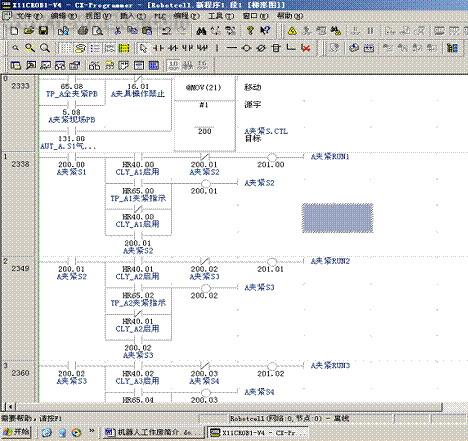 X11CROB1-V4 - CX-Programmer - [Robotcell.新程序1.段1 [梯形图]]
文件(F) 编辑(E) 视图(V) 插入(I) PLC 编程(P) 工具(T) 窗口(W) 帮助(H)
0
2333
65.08 16.01
TP_A全夹紧PB A夹具操作禁止
@MOV(21) 移动
5.08
A夹紧现场PB
#1 源字
131.00
AUT_A.S1气...
200 A夹紧S.CTL
目标
1
2338
200.00 HR40.00 200.01 201.00 A夹紧RUN1
A夹紧S1 CLY_A1启用 A夹紧S2
HR65.00 200.01 A夹紧S2
TP_A1夹紧指示
HR40.00
CLY_A1启用
200.01
A夹紧S2
2
2349
200.01 HR40.01 200.02 201.01 A夹紧RUN2
A夹紧S2 CLY_A2启用 A夹紧S3
HR65.02 200.02 A夹紧S3
TP_A2夹紧指示
HR40.01
CLY_A2启用
200.02
A夹紧S3
3
2360
200.02 HR40.02 200.03 201.02 A夹紧RUN3
A夹紧S3 CLY_A3启用 A夹紧S4
HR65.04 200.03 A夹紧S4
需要帮助,请按F1 Robotcell(网络:0,节点:0) - 离线
开始 机器人工作房简介.do... X11CROB1-V4 - CX-Pr...